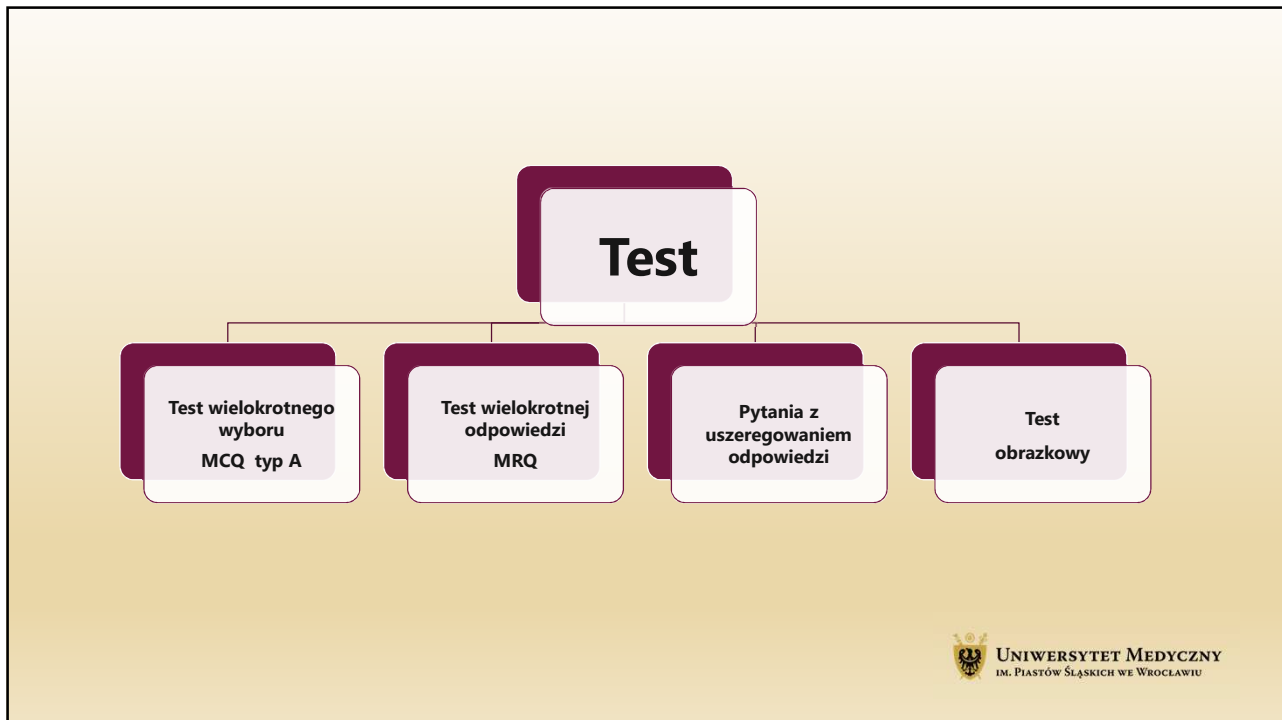 Test
Test wielokrotnego
wyboru
MCQ typ A
Test wielokrotnej
odpowiedzi
MRQ
Pytania z
uszeregowaniem
odpowiedzi
Test
obrazkowy
UNIWERSYTET MEDYCZNY
IM. PIASTÓW ŚLĄSKICH WE WROCŁAWIU